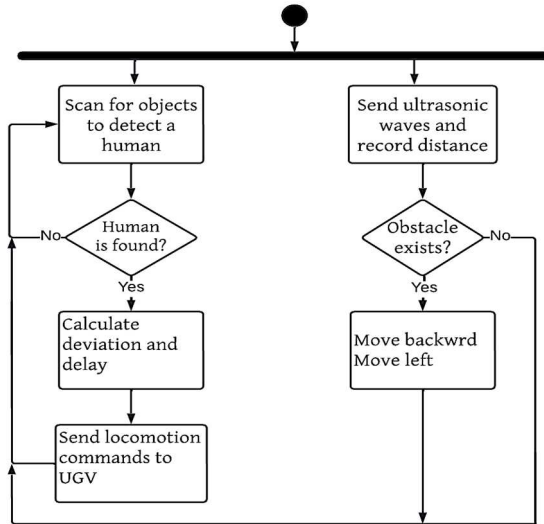 Scan for objects
to detect a
human
Send ultrasonic
waves and
record distance
Human
is found?
No
Yes
Obstacle
exists?
No
Yes
Calculate
deviation and
delay
Move backwrd
Move left
Send locomotion
commands to
UGV